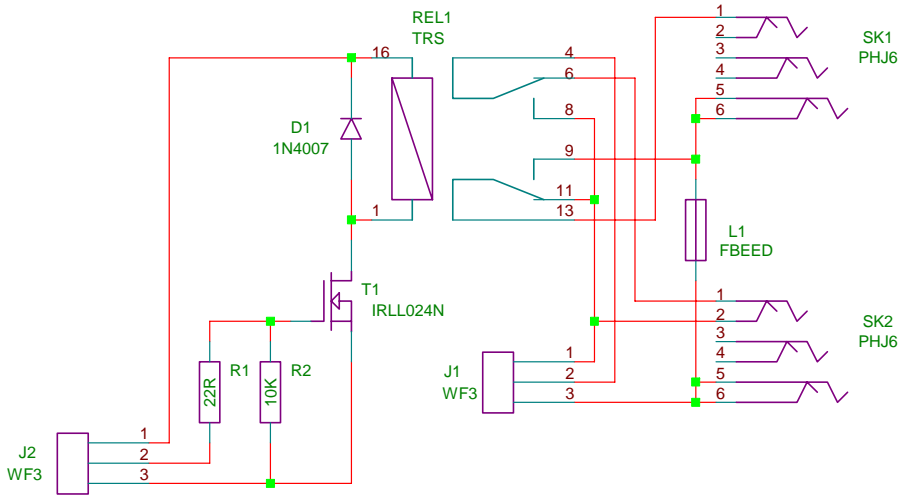 REL1
TRS
16
1
D1
1N4007
T1
IRLL024N
R1
22R
R2
10K
J2
WF3
1
2
3
4
6
8
9
11
13
J1
WF3
1
2
3
L1
FBEED
1
2
3
4
5
6
SK1
PHJ6
1
2
3
4
5
6
SK2
PHJ6